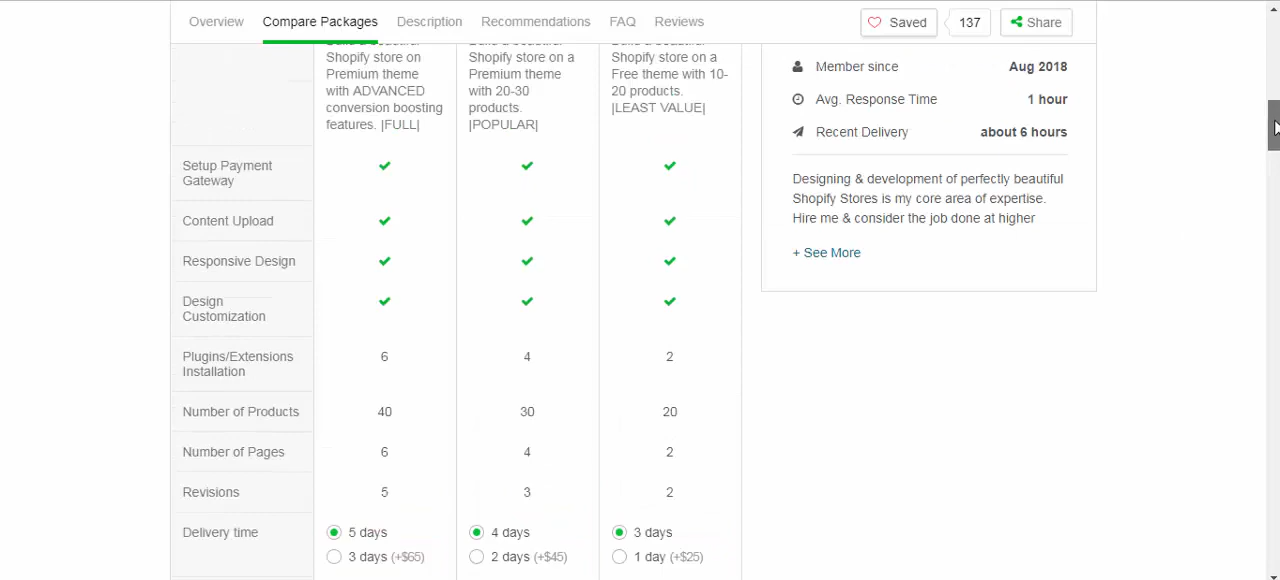 Overview Compare Packages Description Recommendations FAQ Reviews Saved 137 Share
Shopify store on
Premium theme
with ADVANCED
conversion boosting
features. |FULL|
Shopify store on a
Premium theme
with 20-30
products.
|POPULAR|
Shopify store on a
Free theme with 10-
20 products.
|LEAST VALUE|
Setup Payment
Gateway
Content Upload
Responsive Design
Design
Customization
Plugins/Extensions
Installation
6 4 2
Number of Products 40 30 20
Number of Pages 6 4 2
Revisions 5 3 2
Delivery time 5 days 4 days 3 days
3 days (+$65) 2 days (+$45) 1 day (+$25)
Member since Aug 2018
Avg. Response Time 1 hour
Recent Delivery about 6 hours
Designing & development of perfectly beautiful
Shopify Stores is my core area of expertise.
Hire me & consider the job done at higher
+ See More